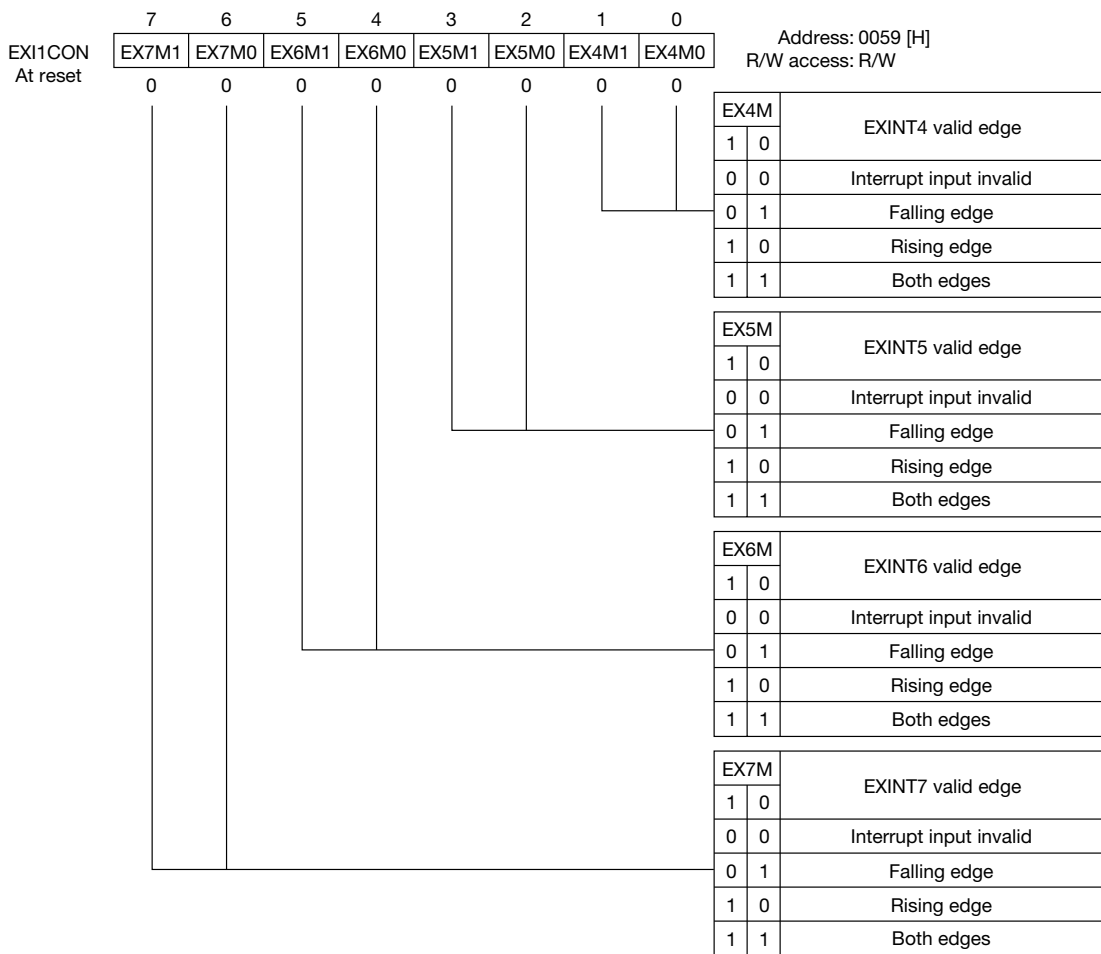 7 6 5 4 3 2 1 0
EXI1CON EX7M1 EX7M0 EX6M1 EX6M0 EX5M1 EX5M0 EX4M1 EX4M0
At reset 0 0 0 0 0 0 0 0
Address: 0059 [H]
R/W access: R/W
EX4M EXINT4 valid edge
1 0
0 0 Interrupt input invalid
0 1 Falling edge
1 0 Rising edge
1 1 Both edges
EX5M EXINT5 valid edge
1 0
0 0 Interrupt input invalid
0 1 Falling edge
1 0 Rising edge
1 1 Both edges
EX6M EXINT6 valid edge
1 0
0 0 Interrupt input invalid
0 1 Falling edge
1 0 Rising edge
1 1 Both edges
EX7M EXINT7 valid edge
1 0
0 0 Interrupt input invalid
0 1 Falling edge
1 0 Rising edge
1 1 Both edges